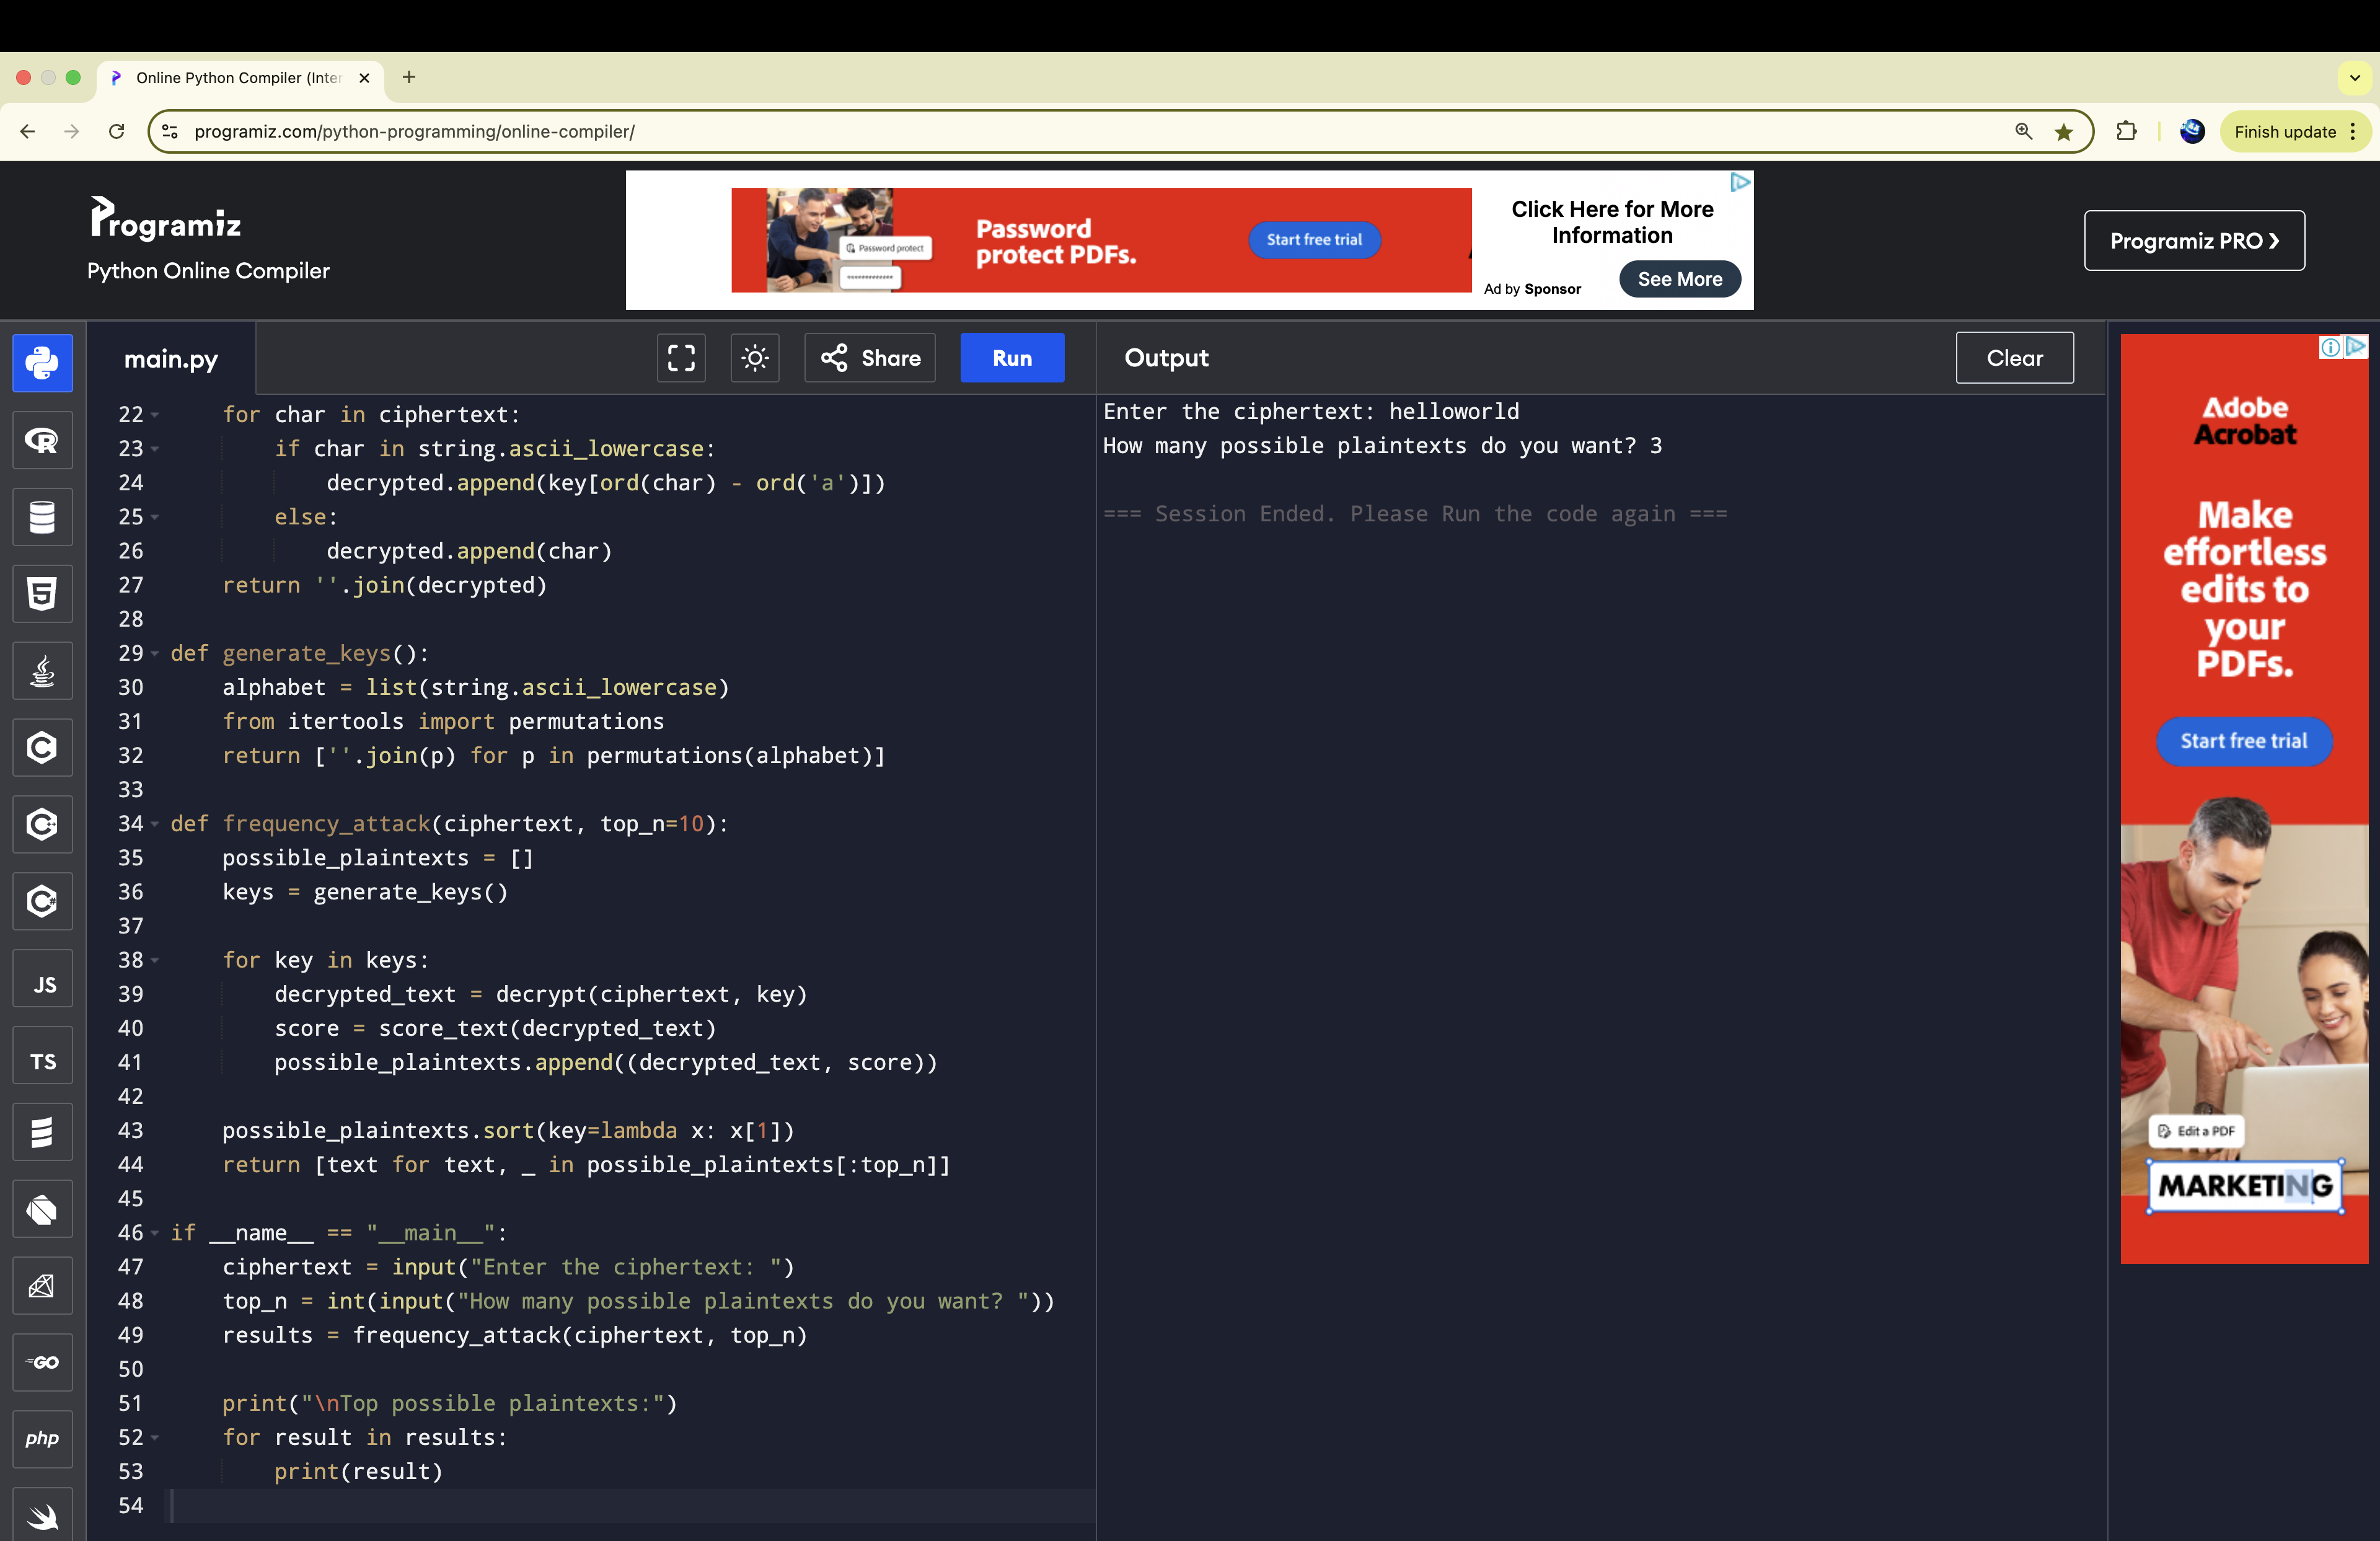 Online Python Compiler (Inter
programiz.com/python-programming/online-compiler/
Finish update
Programiz
Python Online Compiler
Password protect
Password
protect PDFs.
Start free trial
Click Here for More
Information
Ad by Sponsor
See More
Programiz PRO ❯
main.py
Share
Run
Output
Clear
22 for char in ciphertext:
23 if char in string.ascii_lowercase:
24 decrypted.append(key[ord(char) - ord('a')])
25 else:
26 decrypted.append(char)
27 return ''.join(decrypted)
28
29 def generate_keys():
30 alphabet = list(string.ascii_lowercase)
31 from itertools import permutations
32 return [''.join(p) for p in permutations(alphabet)]
33
34 def frequency_attack(ciphertext, top_n=10):
35 possible_plaintexts = []
36 keys = generate_keys()
37
38 for key in keys:
39 decrypted_text = decrypt(ciphertext, key)
40 score = score_text(decrypted_text)
41 possible_plaintexts.append((decrypted_text, score))
42
43 possible_plaintexts.sort(key=lambda x: x[1])
44 return [text for text, _ in possible_plaintexts[:top_n]]
45
46 if __name__ == "__main__":
47 ciphertext = input("Enter the ciphertext: ")
48 top_n = int(input("How many possible plaintexts do you want? "))
49 results = frequency_attack(ciphertext, top_n)
50
51 print("\nTop possible plaintexts:")
52 for result in results:
53 print(result)
54
Enter the ciphertext: helloworld
How many possible plaintexts do you want? 3
=== Session Ended. Please Run the code again ===
R
5
C
C++
C#
JS
TS
GO
php
Adobe
Acrobat
Make
effortless
edits to
your
PDFs.
Start free trial
Edit a PDF
MARKETING